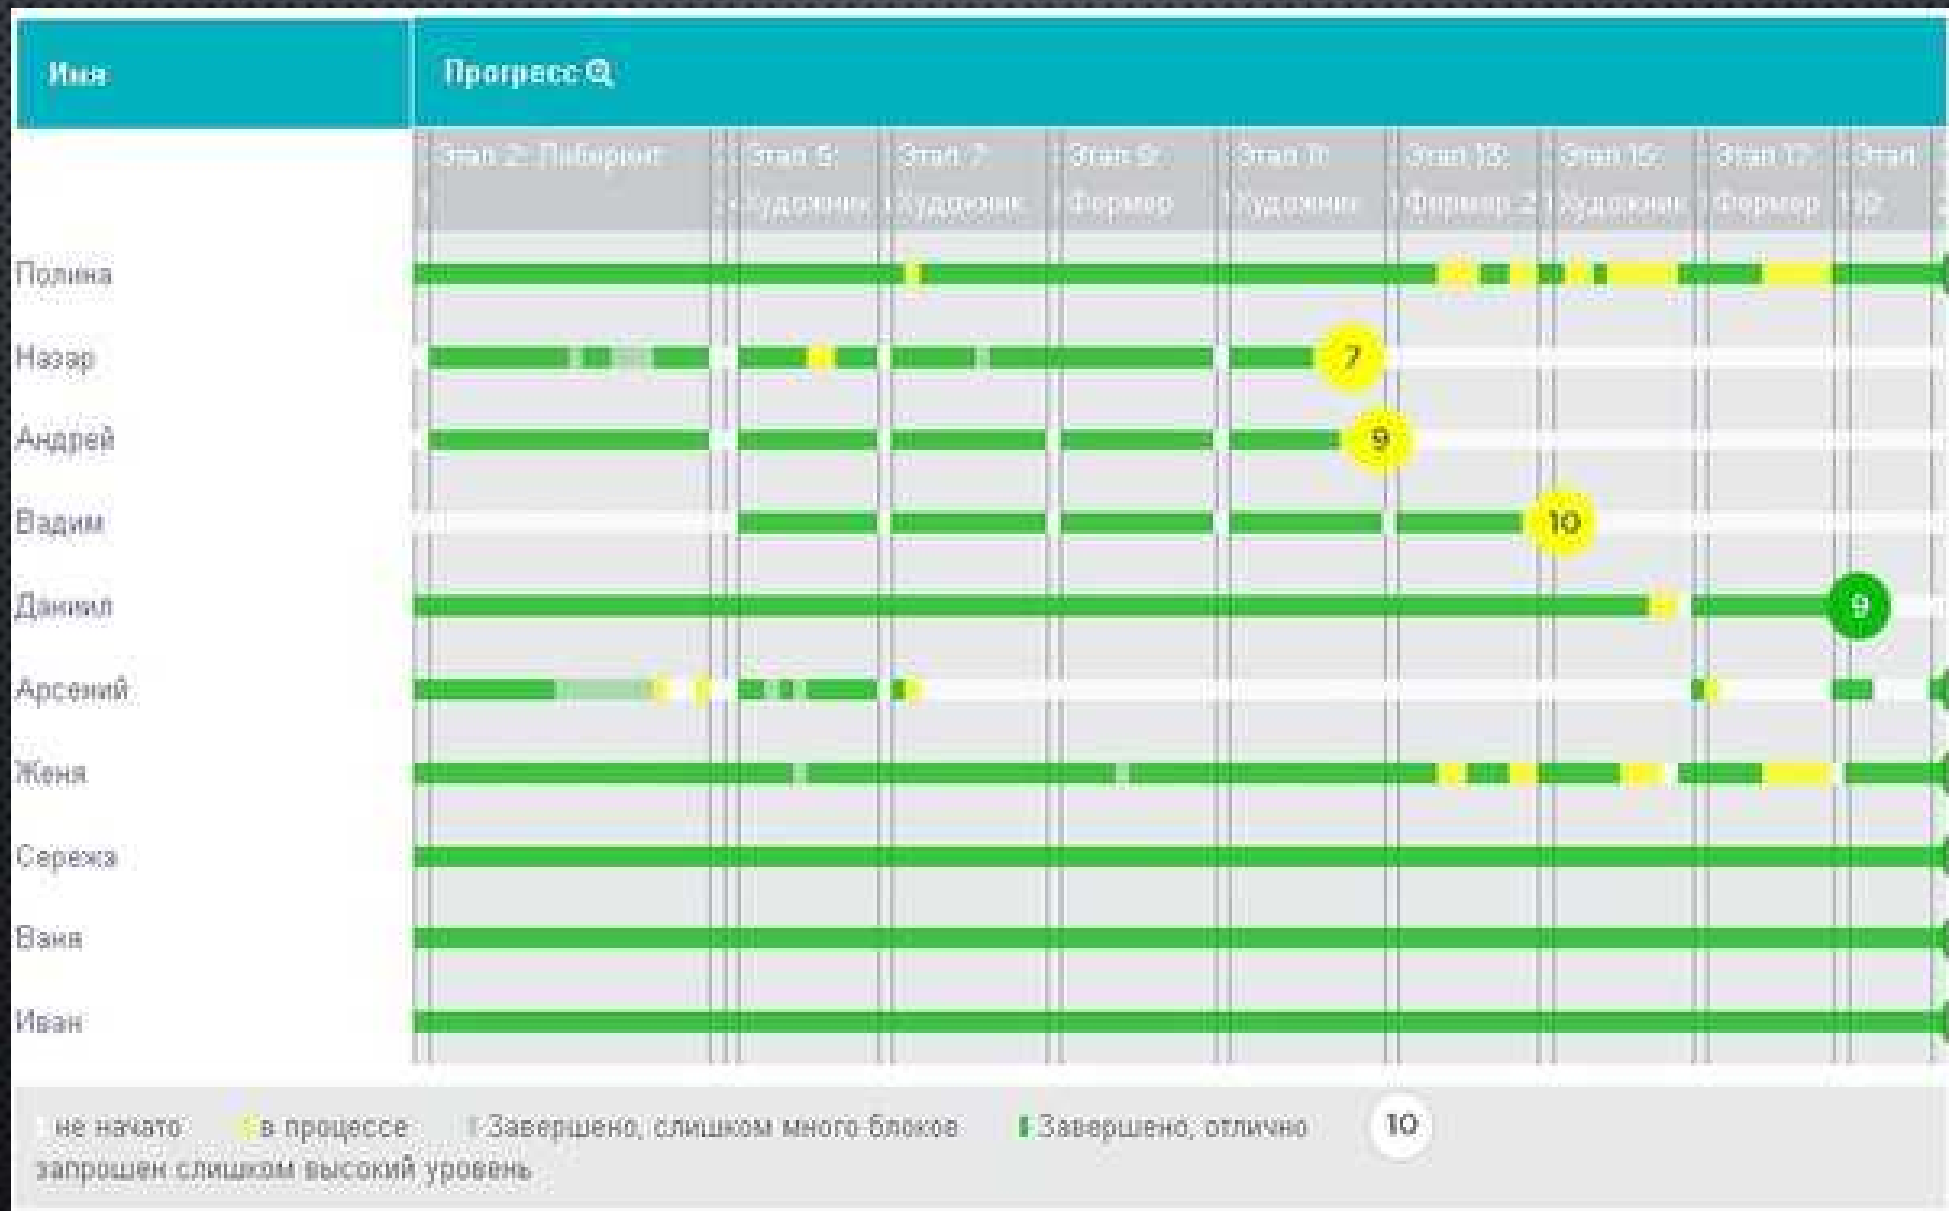 Имя
Прогресс
Этап 2: Лабиринт
Этап 5:
Художник
Этап 7:
Художник
Этап 9:
Фермер
Этап 11:
Художник
Этап 13:
Фермер 2
Этап 15:
Художник
Этап 17:
Фермер
Этап
19:
Полина
Назар
7
Андрей
9
Вадим
10
Даниил
9
Арсений
Женя
Сережа
Ваня
Иван
не начато в процессе Завершено, слишком много блоков Завершено, отлично 10
запрошен слишком высокий уровень